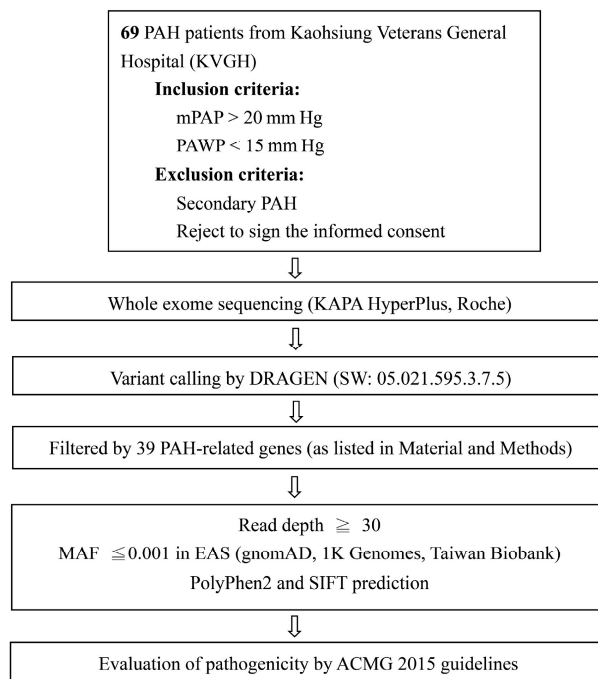 69 PAH patients from Kaohsiung Veterans General
Hospital (KVGH)
Inclusion criteria:
mPAP > 20 mm Hg
PAWP < 15 mm Hg
Exclusion criteria:
Secondary PAH
Reject to sign the informed consent
Whole exome sequencing (KAPA HyperPlus, Roche)
Variant calling by DRAGEN (SW: 05.021.595.3.7.5)
Filtered by 39 PAH-related genes (as listed in Material and Methods)
Read depth ≧ 30
MAF ≦0.001 in EAS (gnomAD, 1K Genomes, Taiwan Biobank)
PolyPhen2 and SIFT prediction
Evaluation of pathogenicity by ACMG 2015 guidelines